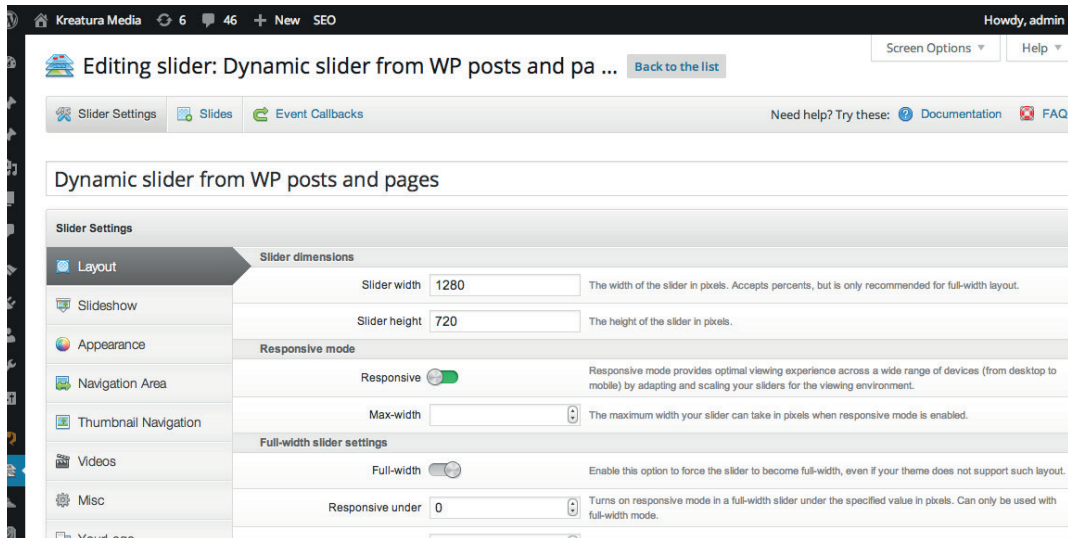 Kreatura Media 6 46 + New SEO Howdy, admin
Screen Options Help
Editing slider: Dynamic slider from WP posts and pa ... Back to the list
Slider Settings Slides Event Callbacks Need help? Try these: Documentation FAQ
Dynamic slider from WP posts and pages
Slider Settings
Layout
Slideshow
Appearance
Navigation Area
Thumbnail Navigation
Videos
Misc
YourLogo
Slider dimensions
Slider width 1280 The width of the slider in pixels. Accepts percents, but is only recommended for full-width layout.
Slider height 720 The height of the slider in pixels.
Responsive mode
Responsive Responsive mode provides optimal viewing experience across a wide range of devices (from desktop to
mobile) by adapting and scaling your sliders for the viewing environment.
Max-width The maximum width your slider can take in pixels when responsive mode is enabled.
Full-width slider settings
Full-width Enable this option to force the slider to become full-width, even if your theme does not support such layout.
Responsive under 0 Turns on responsive mode in a full-width slider under the specified value in pixels. Can only be used with
full-width mode.